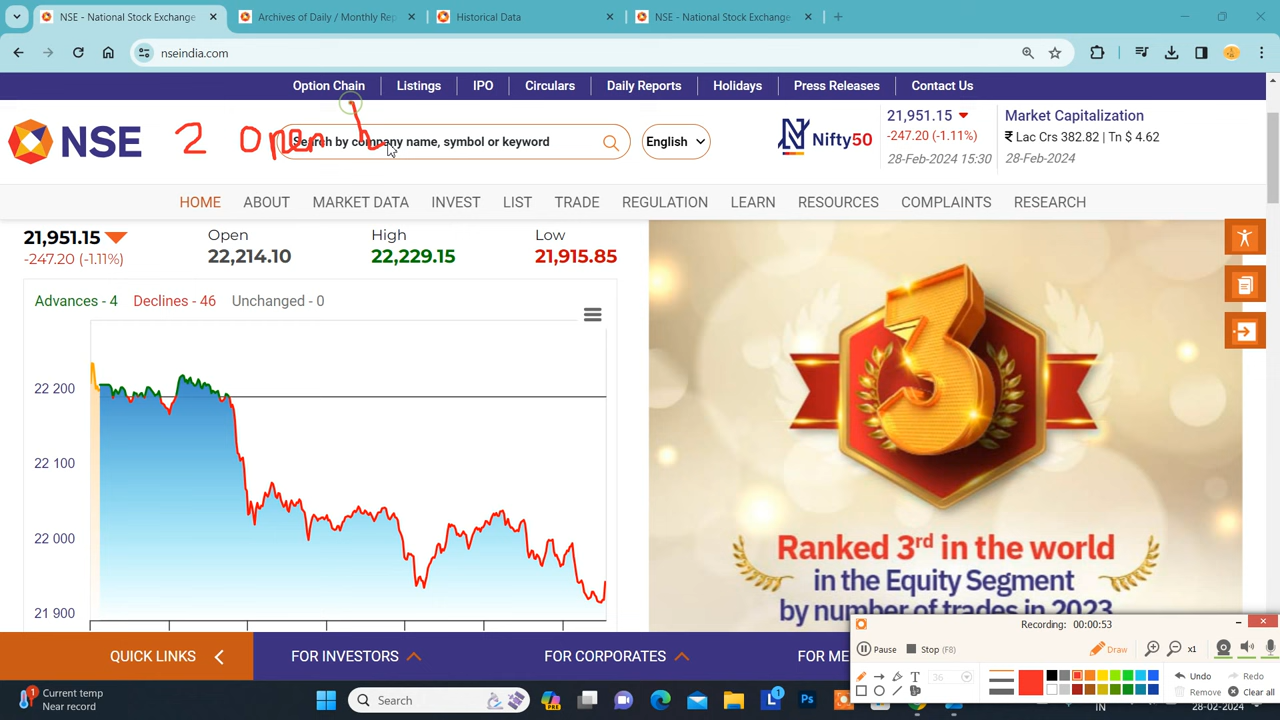 NSE - National Stock Exchange
Archives of Daily / Monthly Rep
Historical Data
NSE - National Stock Exchange
nseindia.com
Option Chain
Listings
IPO
Circulars
Daily Reports
Holidays
Press Releases
Contact Us
NSE
2 open b
Search by company name, symbol or keyword
English
Nifty50
21,951.15
-247.20 (-1.11%)
28-Feb-2024 15:30
Market Capitalization
₹ Lac Crs 382.82 | Tn $ 4.62
28-Feb-2024
HOME
ABOUT
MARKET DATA
INVEST
LIST
TRADE
REGULATION
LEARN
RESOURCES
COMPLAINTS
RESEARCH
21,951.15
-247.20 (-1.11%)
Open
22,214.10
High
22,229.15
Low
21,915.85
Advances - 4
Declines - 46
Unchanged - 0
22 200
22 100
22 000
21 900
3
Ranked 3rd in the world
in the Equity Segment
by number of trades in 2023
QUICK LINKS
FOR INVESTORS
FOR CORPORATES
FOR ME
Recording: 00:00:53
Pause
Stop (F8)
Draw
x1
T
36
Undo
Redo
Remove
Clear all
1
Current temp
Near record
Search
PRE
L
1
Ps
IN
28-02-2024